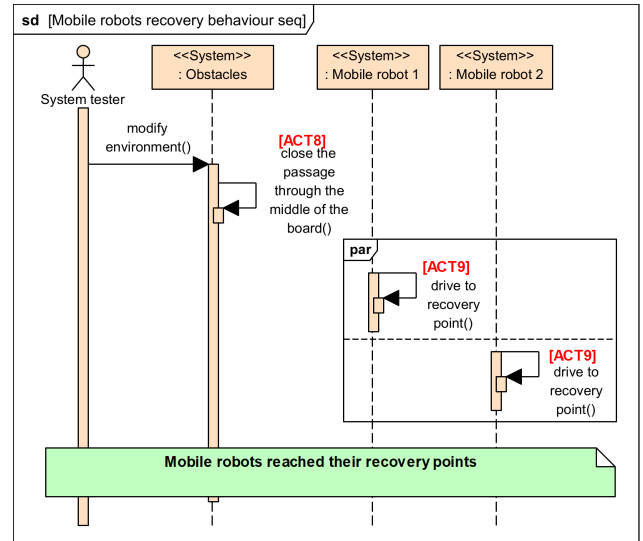 sd [Mobile robots recovery behaviour seq]
System tester
<<System>>
: Obstacles
<<System>>
: Mobile robot 1
<<System>>
: Mobile robot 2
modify
environment()
[ACT8]
close the
passage
through the
middle of the
board()
par
[ACT9]
drive to
recovery
point()
[ACT9]
drive to
recovery
point()
Mobile robots reached their recovery points